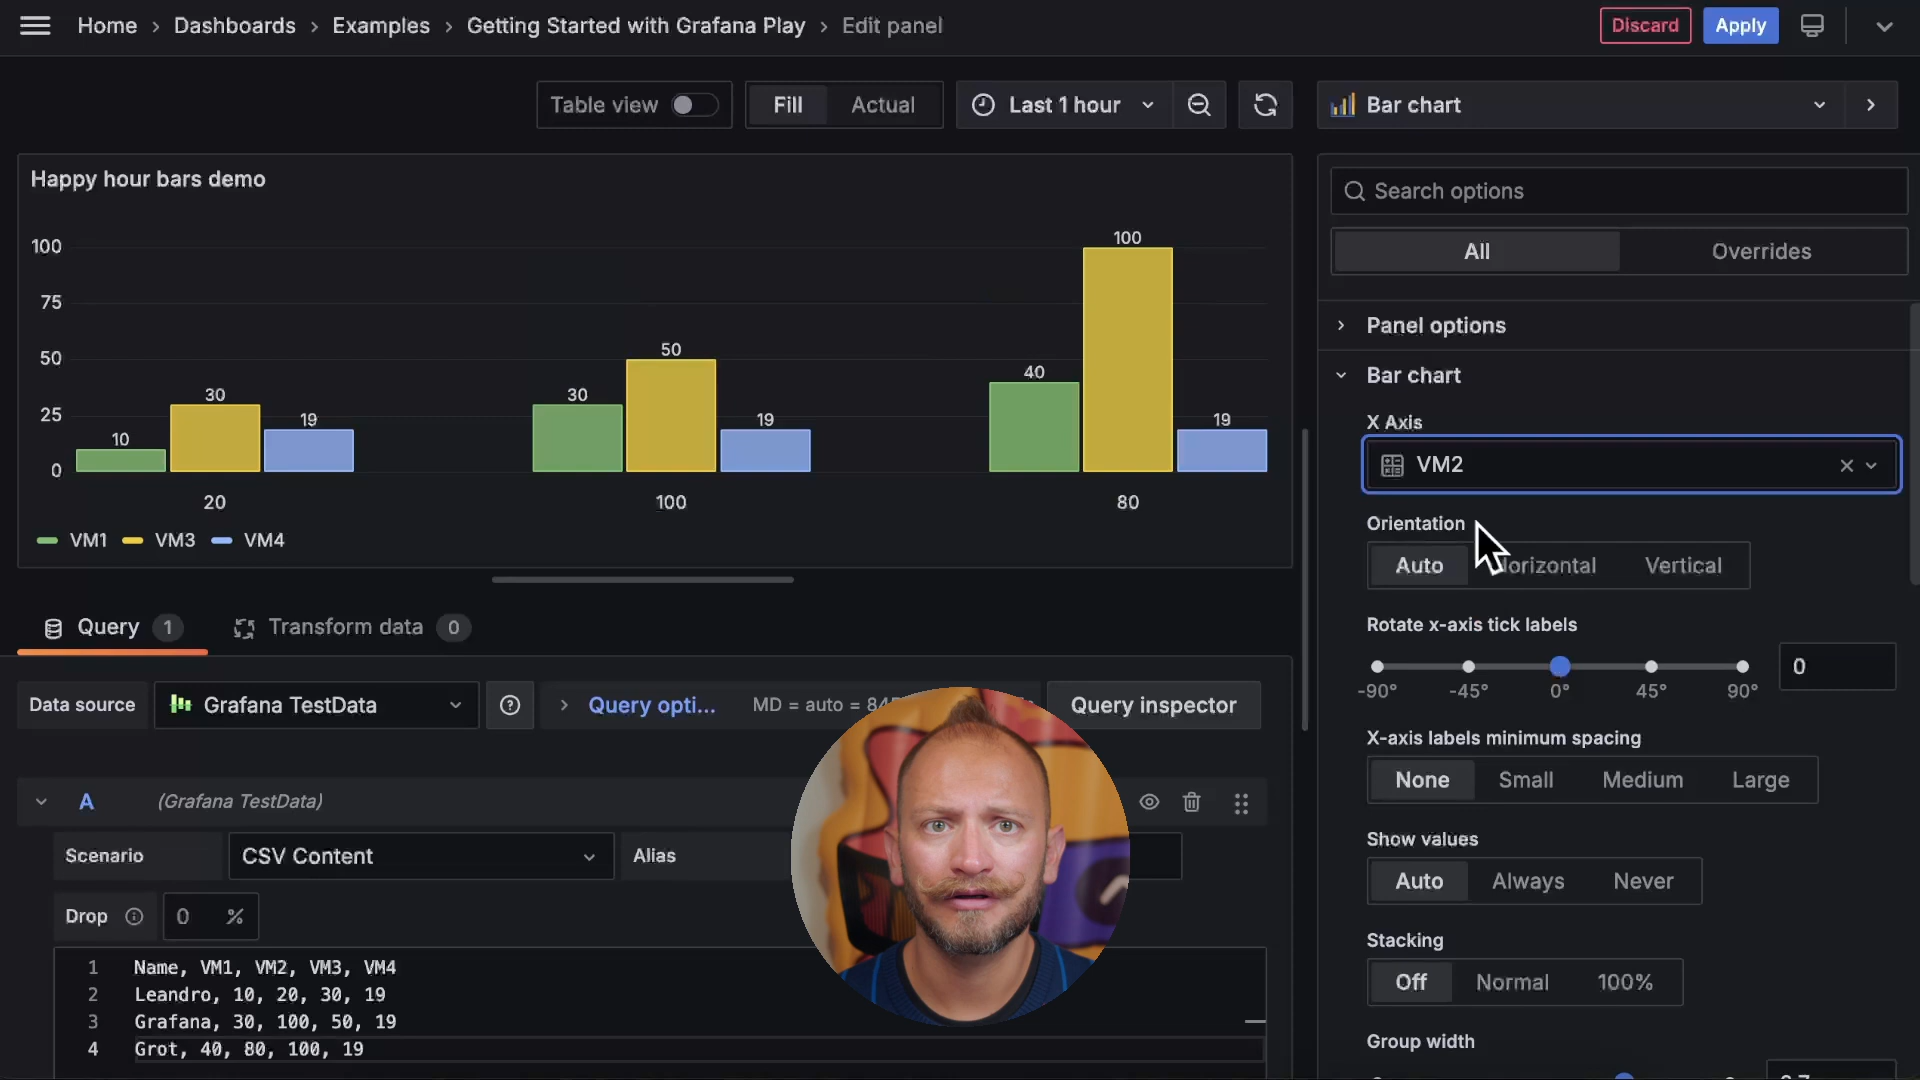 Home › Dashboards › Examples › Getting Started with Grafana Play › Edit panel
Discard
Apply
Table view
Fill
Actual
Last 1 hour
Bar chart
Happy hour bars demo
100
75
50
25
0
10
30
19
30
50
19
40
100
19
20
100
80
VM1
VM3
VM4
Search options
All
Overrides
Panel options
Bar chart
X Axis
VM2
Orientation
Auto
Horizontal
Vertical
Rotate x-axis tick labels
-90°
-45°
0°
45°
90°
0
X-axis labels minimum spacing
None
Small
Medium
Large
Show values
Auto
Always
Never
Stacking
Off
Normal
100%
Group width
Query
1
Transform data
0
Data source
Grafana TestData
Query opti...
MD = auto =
Query inspector
A
(Grafana TestData)
Scenario
CSV Content
Alias
Drop
0
%
1 Name, VM1, VM2, VM3, VM4
2 Leandro, 10, 20, 30, 19
3 Grafana, 30, 100, 50, 19
4 Grot, 40, 80, 100, 19